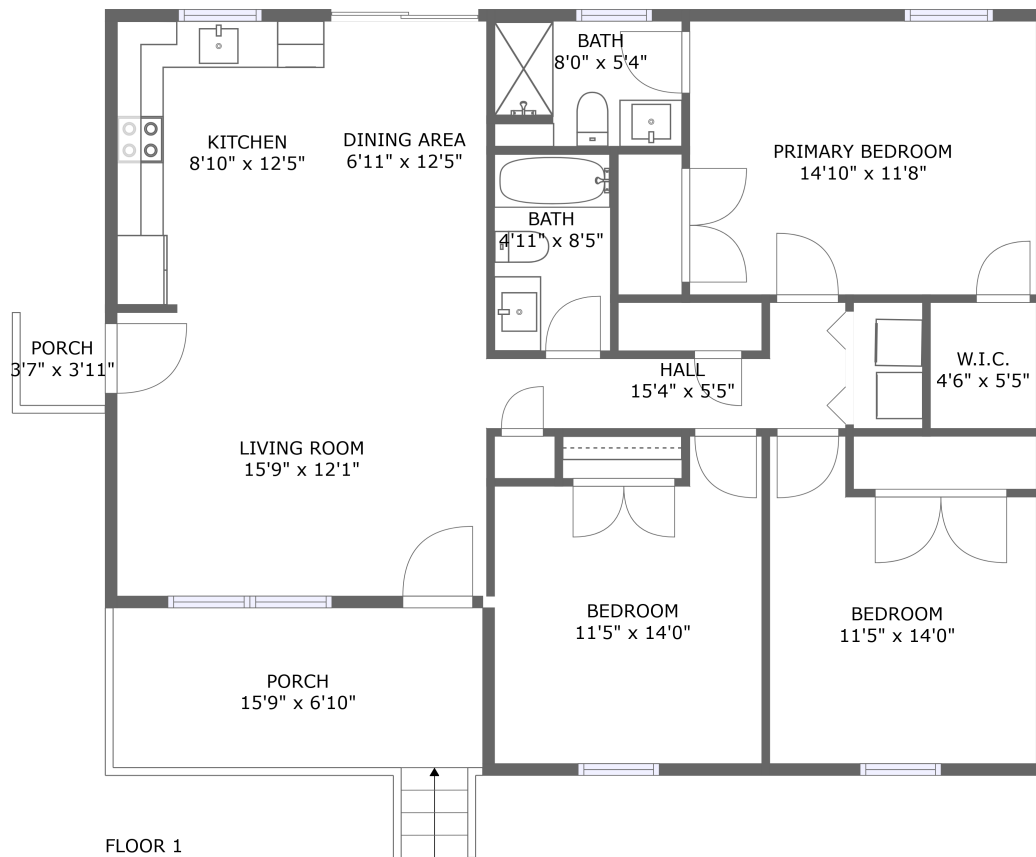 BATH
8'0" x 5'4"
KITCHEN
8'10" x 12'5"
DINING AREA
6'11" x 12'5"
PRIMARY BEDROOM
14'10" x 11'8"
BATH
4'11" x 8'5"
PORCH
3'7" x 3'11"
HALL
15'4" x 5'5"
W.I.C.
4'6" x 5'5"
LIVING ROOM
15'9" x 12'1"
BEDROOM
11'5" x 14'0"
BEDROOM
11'5" x 14'0"
PORCH
15'9" x 6'10"
FLOOR 1